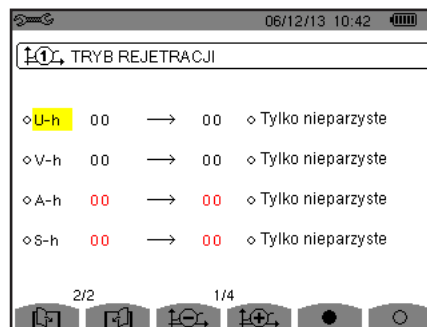 06/12/13 10:42
1 TRYB REJETRACJI
U-h 00 → 00 Tylko nieparzyste
V-h 00 → 00 Tylko nieparzyste
A-h 00 → 00 Tylko nieparzyste
S-h 00 → 00 Tylko nieparzyste
2/2 1/4